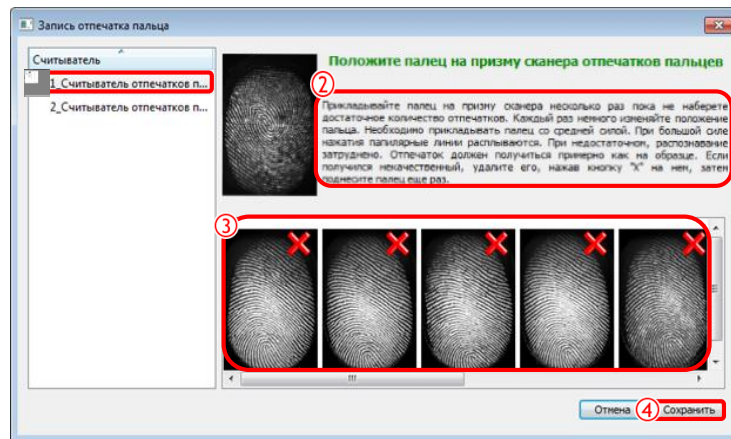 Запись отпечатка пальца
Считыватель
1_Считыватель отпечатков п...
2_Считыватель отпечатков п...
Положите палец на призму сканера отпечатков пальцев
2
Прикладывайте палец на призму сканера несколько раз пока не наберете
достаточное количество отпечатков. Каждый раз немного изменяйте положение
пальца. Необходимо прикладывать палец со средней силой. При большой силе
нажатия папилярные линии расплываются. При недостаточном, распознавание
затруднено. Отпечаток должен получиться примерно как на образце. Если
получился некачественный, удалите его, нажав кнопку "X" на нем, затем
поднесите палец еще раз.
3
Отмена
4
Сохранить